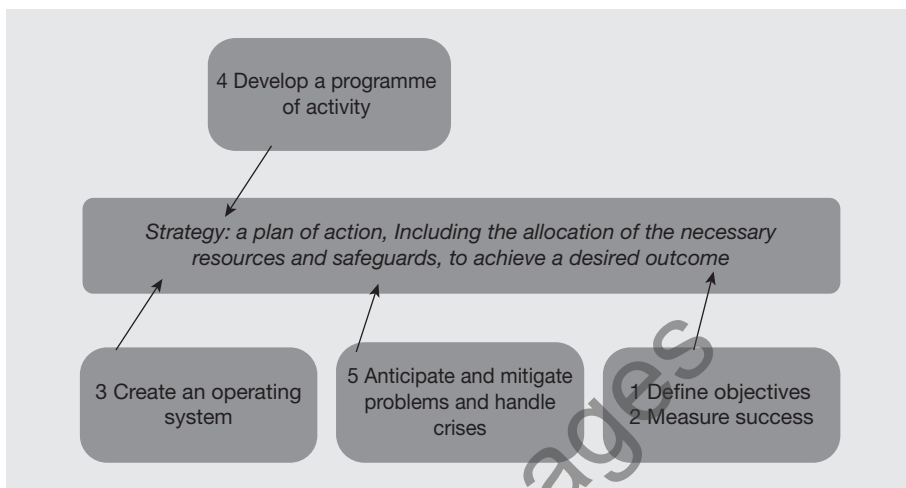 4 Develop a programme
of activity
Strategy: a plan of action, Including the allocation of the necessary
resources and safeguards, to achieve a desired outcome
3 Create an operating
system
5 Anticipate and mitigate
problems and handle
crises
1 Define objectives
2 Measure success
ages